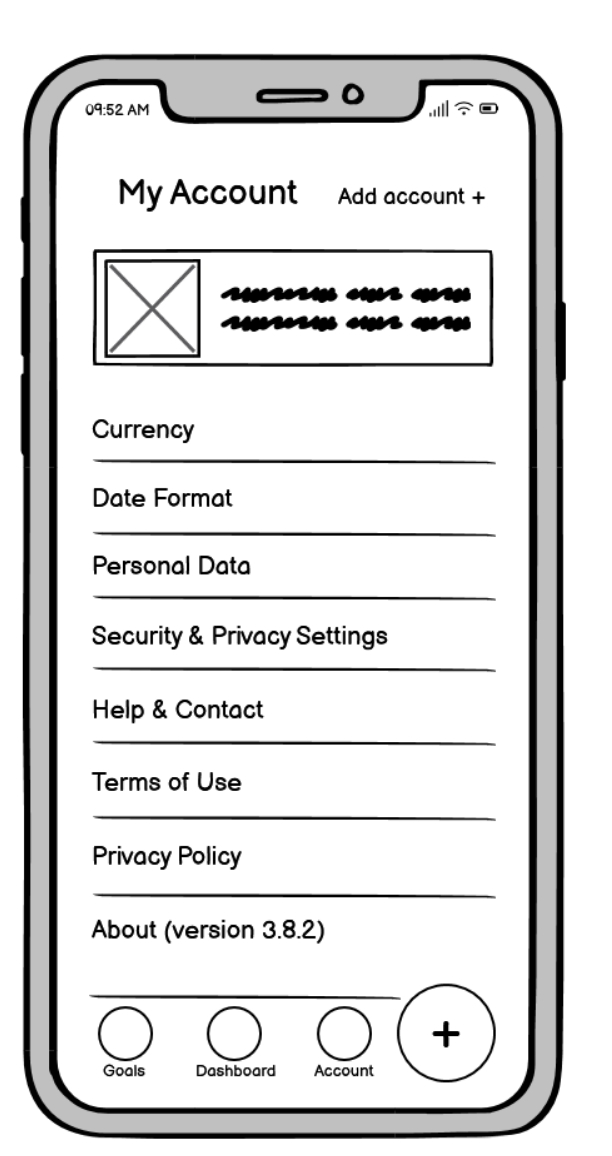 09:52 AM
My Account
Add account +
Currency
Date Format
Personal Data
Security & Privacy Settings
Help & Contact
Terms of Use
Privacy Policy
About (version 3.8.2)
+
Goals
Dashboard
Account